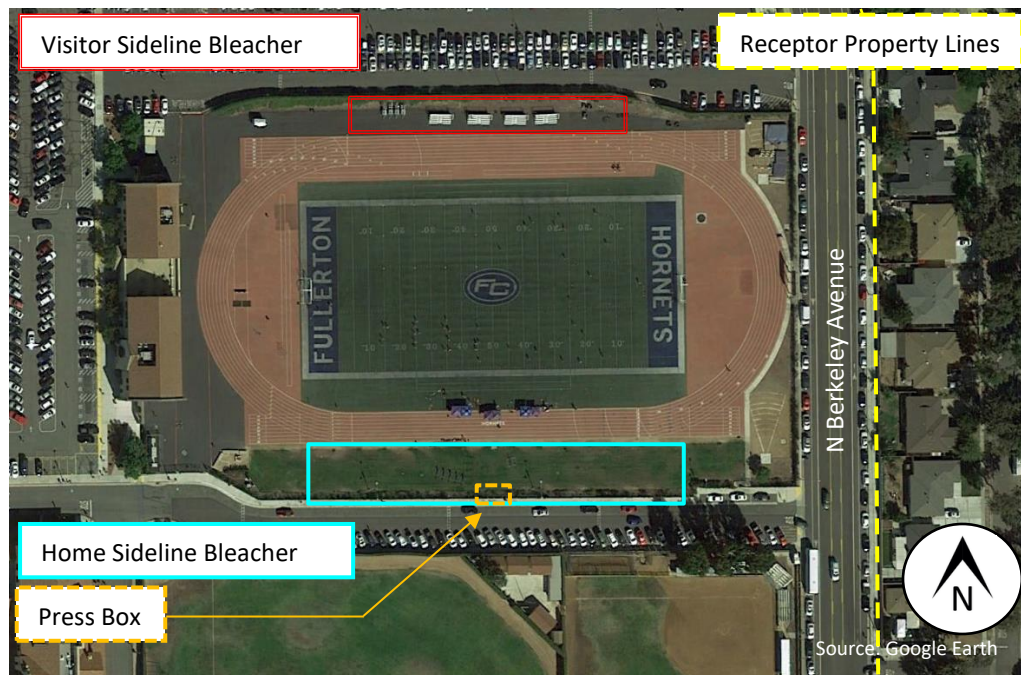 Visitor Sideline Bleacher
Receptor Property Lines
FULLERTON
HORNETS
FC
N Berkeley Avenue
Home Sideline Bleacher
Press Box
N
Source: Google Earth